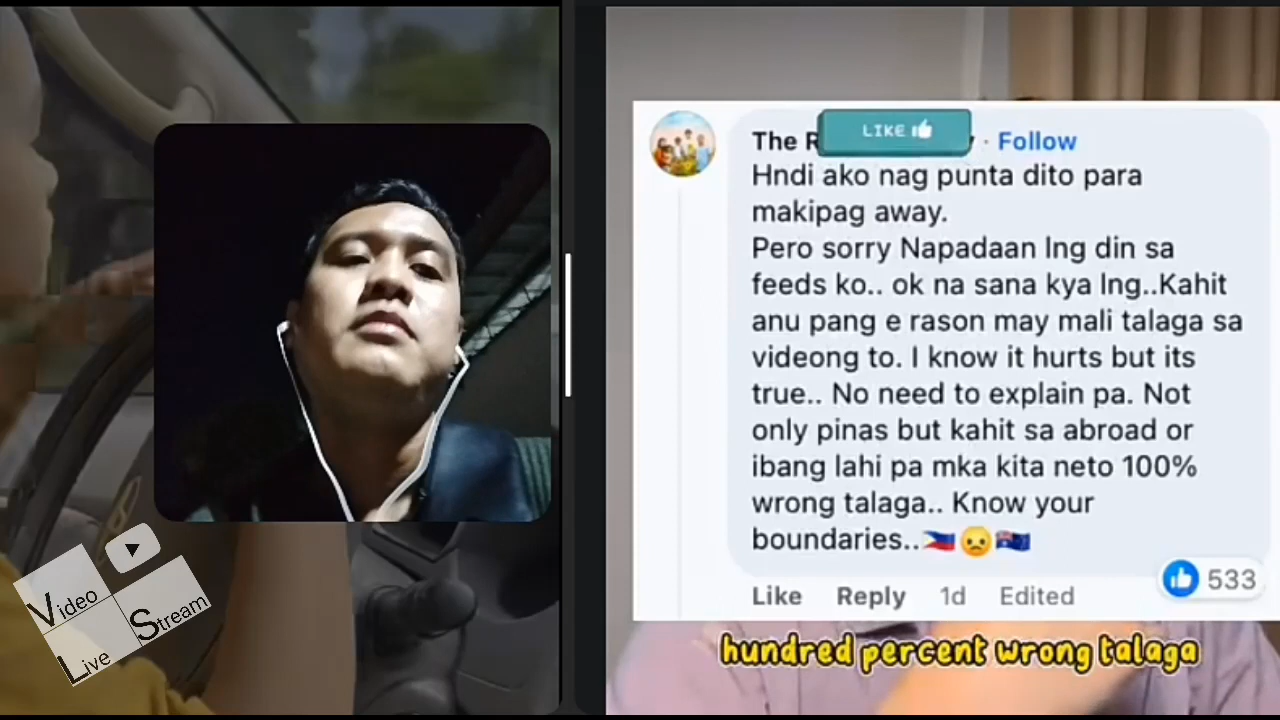 Video
Live
Stream
LIKE
The R · Follow
Hndi ako nag punta dito para
makipag away.
Pero sorry Napadaan lng din sa
feeds ko.. ok na sana kya lng..Kahit
anu pang e rason may mali talaga sa
videong to. I know it hurts but its
true.. No need to explain pa. Not
only pinas but kahit sa abroad or
ibang lahi pa mka kita neto 100%
wrong talaga.. Know your
boundaries..🇵🇭☹️🇦🇺
533
Like Reply 1d Edited
hundred percent wrong talaga